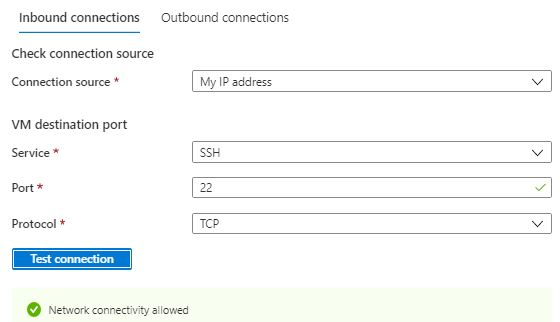 Inbound connections Outbound connections
Check connection source
Connection source * My IP address
VM destination port
Service * SSH
Port * 22
Protocol * TCP
Test connection
Network connectivity allowed